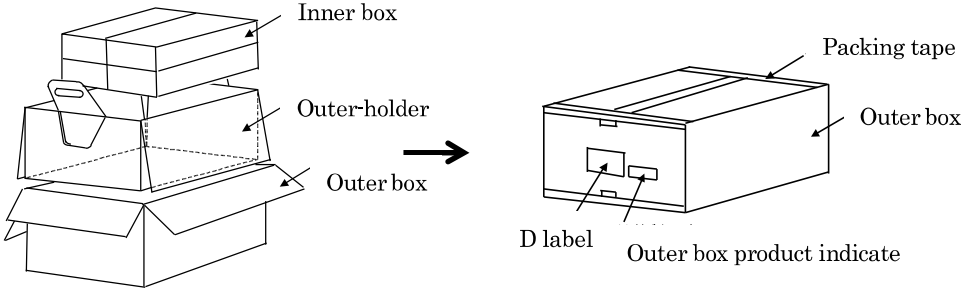 Inner box
Outer-holder
Outer box
Packing tape
Outer box
D label
Outer box product indicate